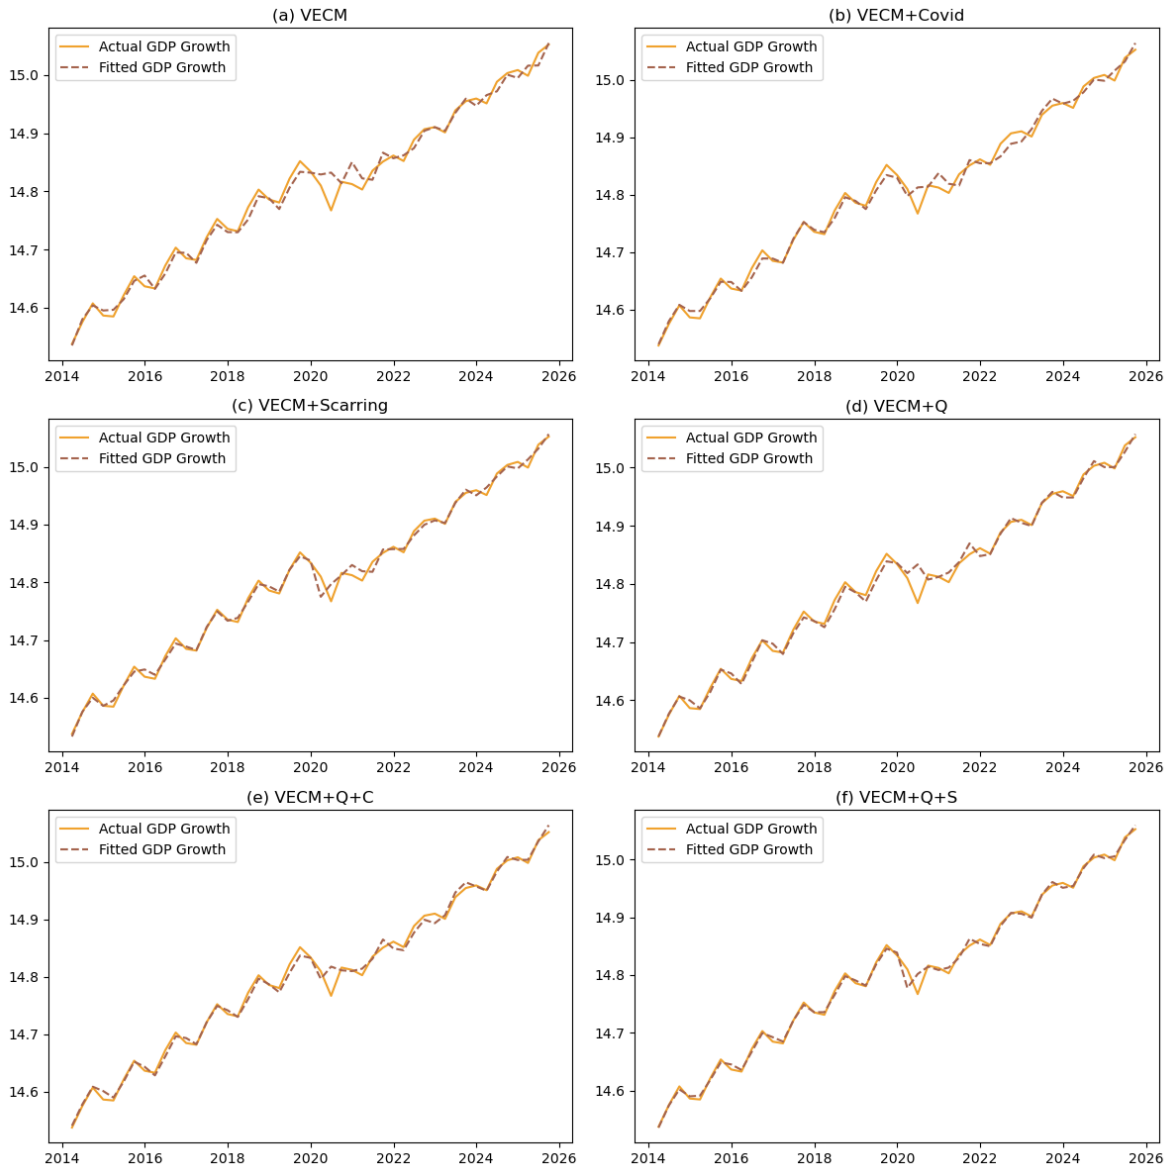 (a) VECM
Actual GDP Growth
Fitted GDP Growth
15.0
14.9
14.8
14.7
14.6
2014 2016 2018 2020 2022 2024 2026
(b) VECM+Covid
Actual GDP Growth
Fitted GDP Growth
15.0
14.9
14.8
14.7
14.6
2014 2016 2018 2020 2022 2024 2026
(c) VECM+Scarring
Actual GDP Growth
Fitted GDP Growth
15.0
14.9
14.8
14.7
14.6
2014 2016 2018 2020 2022 2024 2026
(d) VECM+Q
Actual GDP Growth
Fitted GDP Growth
15.0
14.9
14.8
14.7
14.6
2014 2016 2018 2020 2022 2024 2026
(e) VECM+Q+C
Actual GDP Growth
Fitted GDP Growth
15.0
14.9
14.8
14.7
14.6
2014 2016 2018 2020 2022 2024 2026
(f) VECM+Q+S
Actual GDP Growth
Fitted GDP Growth
15.0
14.9
14.8
14.7
14.6
2014 2016 2018 2020 2022 2024 2026